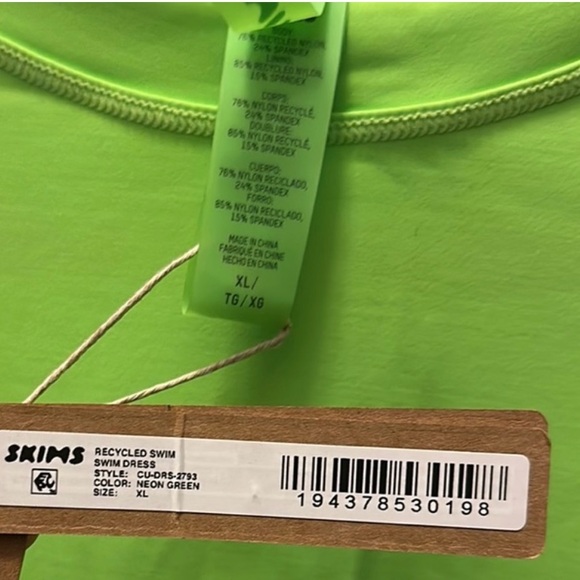 BODY:
76% RECYCLED NYLON,
24% SPANDEX
LINING:
85% RECYCLED NYLON,
15% SPANDEX
CORPS:
76% NYLON RECYCLÉ,
24% SPANDEX
DOUBLURE:
85% NYLON RECYCLÉ,
15% SPANDEX
CUERPO:
76% NYLON RECICLADO,
24% SPANDEX
FORRO:
85% NYLON RECICLADO,
15% SPANDEX
MADE IN CHINA
FABRIQUÉ EN CHINE
HECHO EN CHINA
XL/
TG/XG
SKIMS
RECYCLED SWIM
SWIM DRESS
STYLE: CU-DRS-2793
COLOR: NEON GREEN
SIZE: XL
194378530198